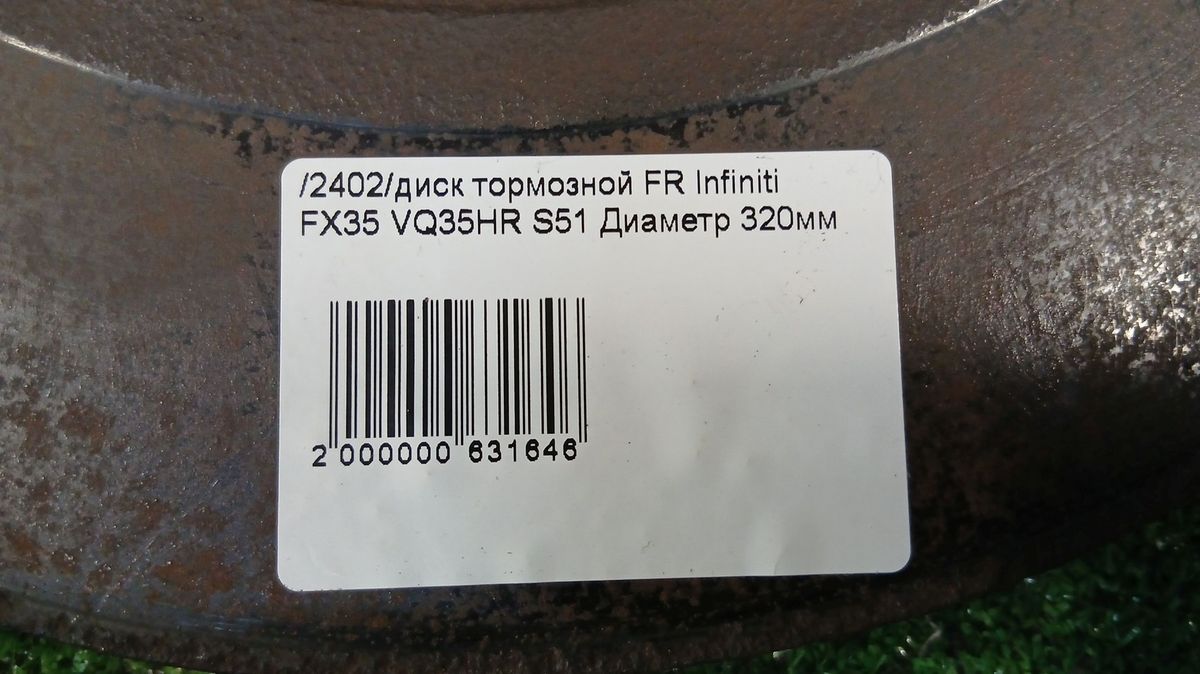 /2402/диск тормозной FR Infiniti
FX35 VQ35HR S51 Диаметр 320мм
2 000000 631646